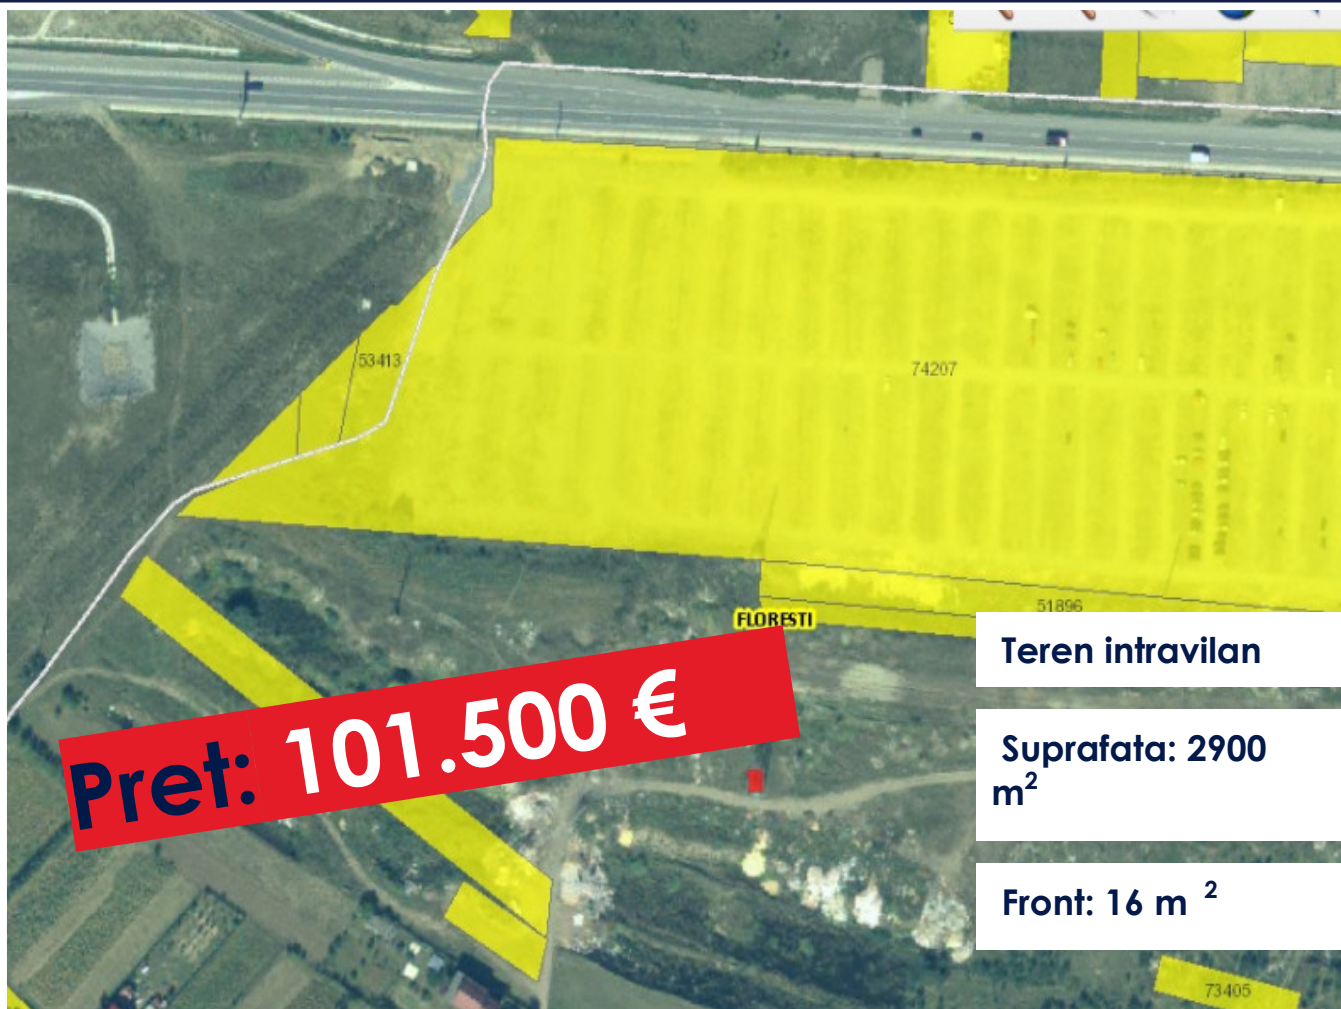 53413
74207
51896
FLORESTI
Teren intravilan
Pret: 101.500 €
Suprafata: 2900
m²
Front: 16 m ²
73405